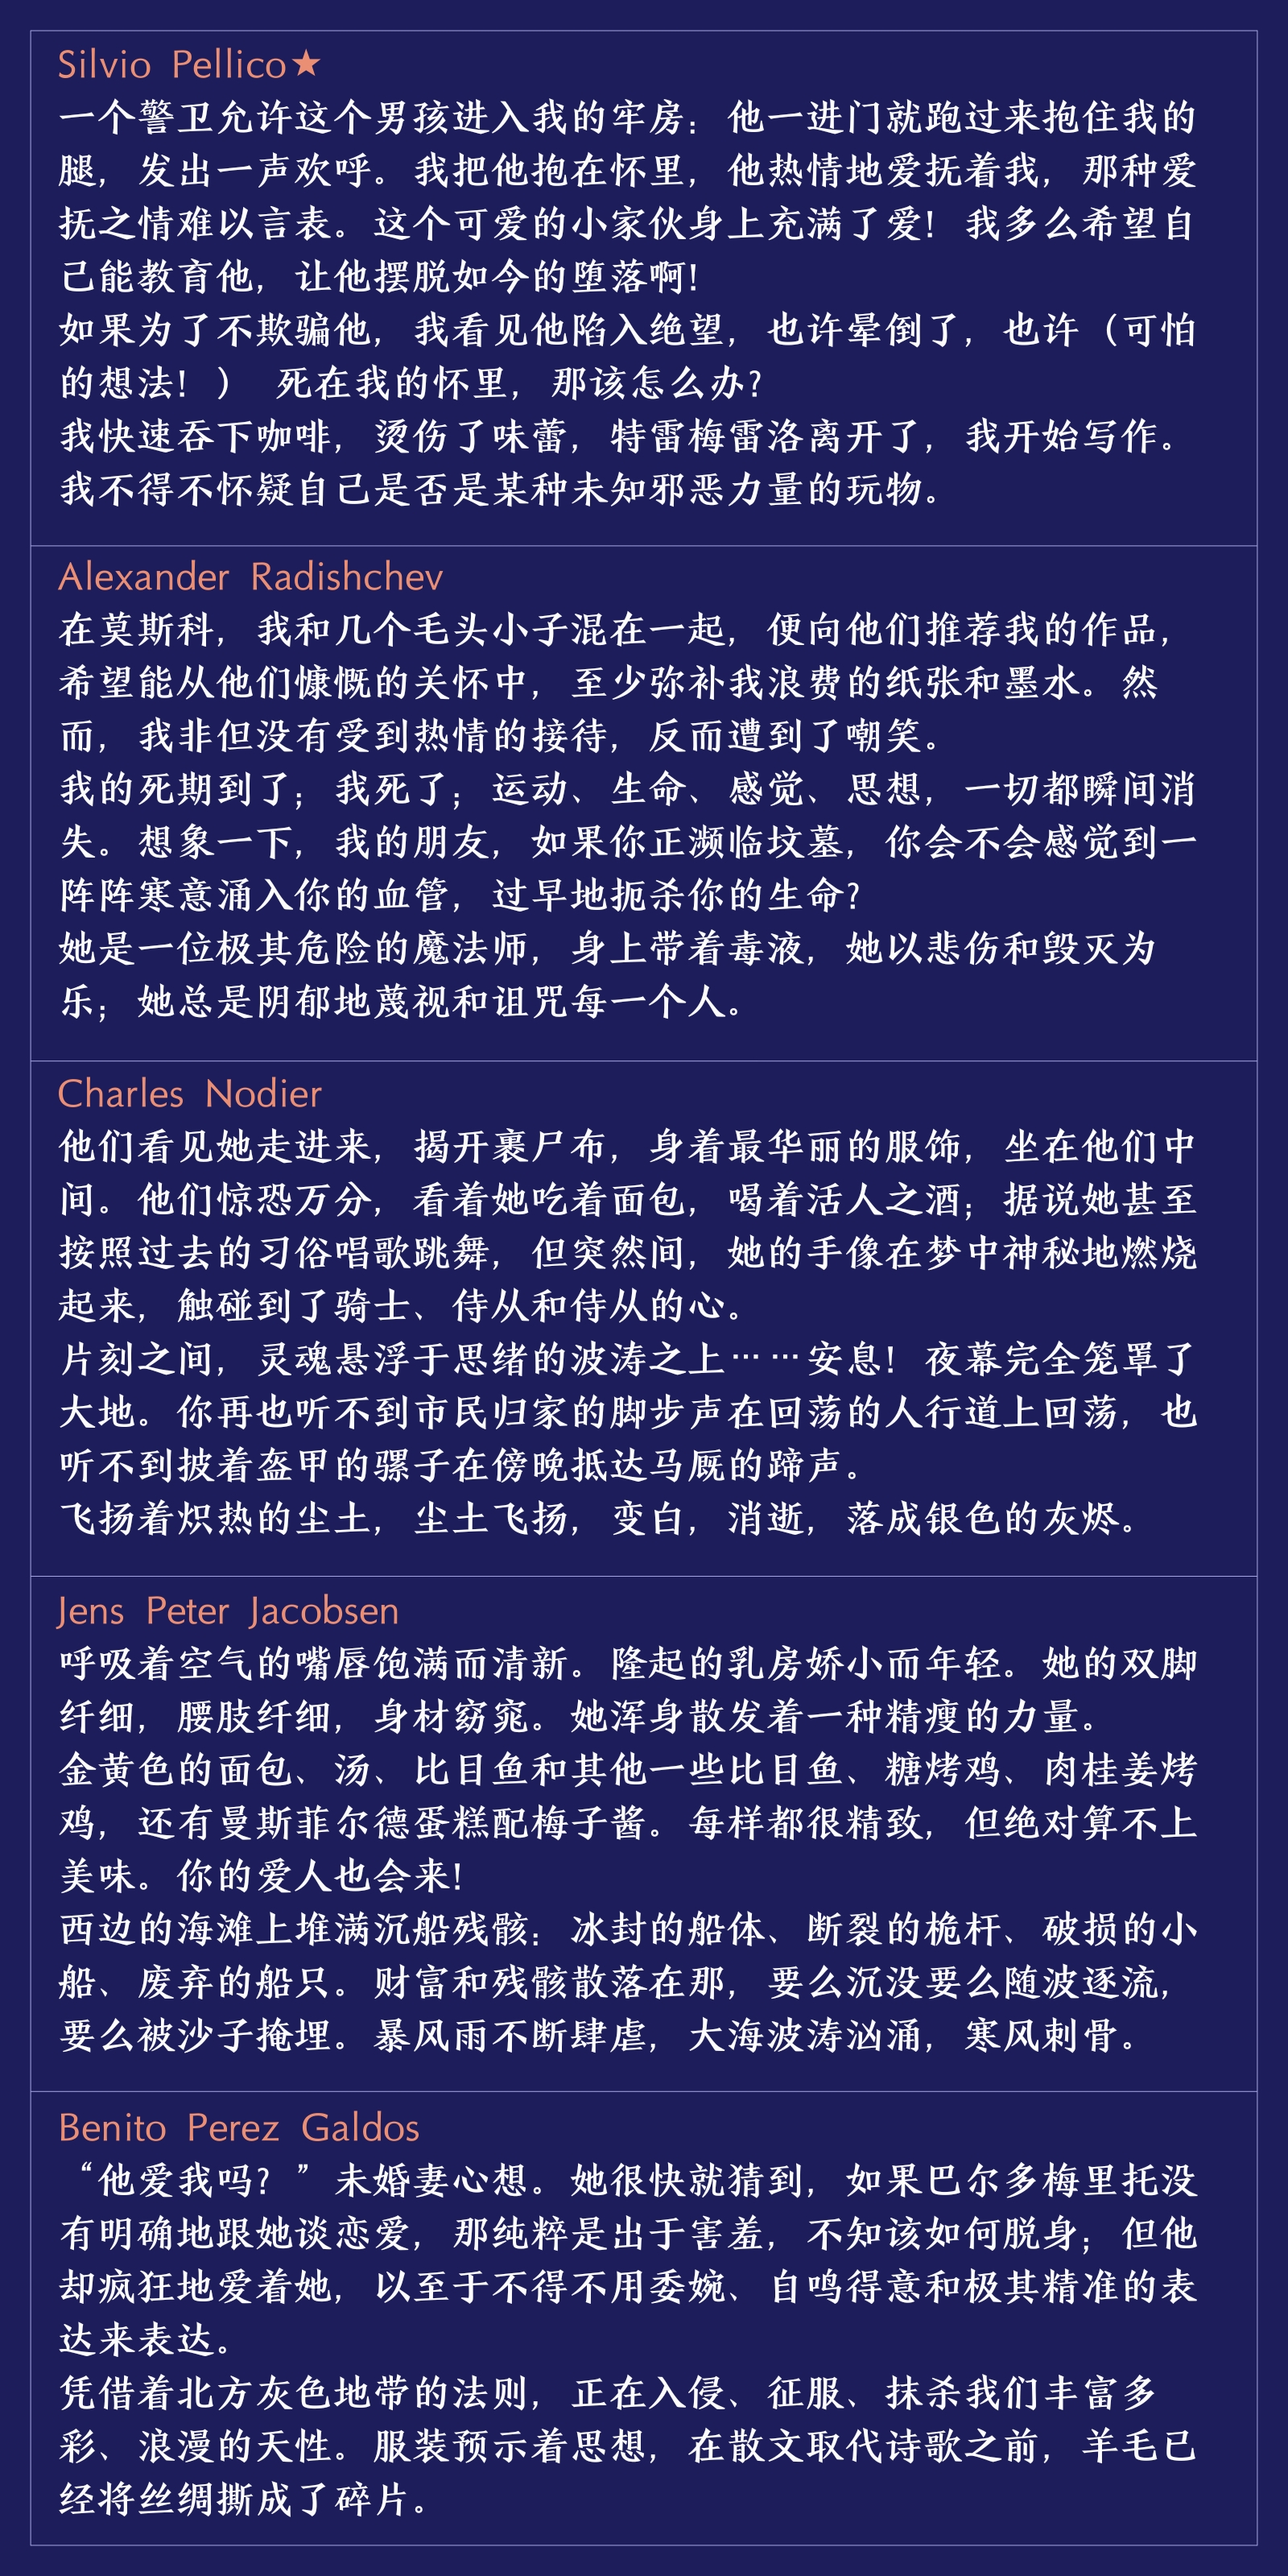 Silvio Pellico★
一个警卫允许这个男孩进入我的牢房：他一进门就跑过来抱住我的
腿，发出一声欢呼。我把他抱在怀里，他热情地爱抚着我，那种爱
抚之情难以言表。这个可爱的小家伙身上充满了爱！我多么希望自
己能教育他，让他摆脱如今的堕落啊！
如果为了不欺骗他，我看见他陷入绝望，也许晕倒了，也许（可怕
的想法！） 死在我的怀里，那该怎么办？
我快速吞下咖啡，烫伤了味蕾，特雷梅雷洛离开了，我开始写作。
我不得不怀疑自己是否是某种未知邪恶力量的玩物。
Alexander Radishchev
在莫斯科，我和几个毛头小子混在一起，便向他们推荐我的作品，
希望能从他们慷慨的关怀中，至少弥补我浪费的纸张和墨水。然
而，我非但没有受到热情的接待，反而遭到了嘲笑。
我的死期到了；我死了；运动、生命、感觉、思想，一切都瞬间消
失。想象一下，我的朋友，如果你正濒临坟墓，你会不会感觉到一
阵阵寒意涌入你的血管，过早地扼杀你的生命？
她是一位极其危险的魔法师，身上带着毒液，她以悲伤和毁灭为
乐；她总是阴郁地蔑视和诅咒每一个人。
Charles Nodier
他们看见她走进来，揭开裹尸布，身着最华丽的服饰，坐在他们中
间。他们惊恐万分，看着她吃着面包，喝着活人之酒；据说她甚至
按照过去的习俗唱歌跳舞，但突然间，她的手像在梦中神秘地燃烧
起来，触碰到了骑士、侍从和侍从的心。
片刻之间，灵魂悬浮于思绪的波涛之上……安息！夜幕完全笼罩了
大地。你再也听不到市民归家的脚步声在回荡的人行道上回荡，也
听不到披着盔甲的骡子在傍晚抵达马厩的蹄声。
飞扬着炽热的尘土，尘土飞扬，变白，消逝，落成银色的灰烬。
Jens Peter Jacobsen
呼吸着空气的嘴唇饱满而清新。隆起的乳房娇小而年轻。她的双脚
纤细，腰肢纤细，身材窈窕。她浑身散发着一种精瘦的力量。
金黄色的面包、汤、比目鱼和其他一些比目鱼、糖烤鸡、肉桂姜烤
鸡，还有曼斯菲尔德蛋糕配梅子酱。每样都很精致，但绝对算不上
美味。你的爱人也会来！
西边的海滩上堆满沉船残骸：冰封的船体、断裂的桅杆、破损的小
船、废弃的船只。财富和残骸散落在那，要么沉没要么随波逐流，
要么被沙子掩埋。暴风雨不断肆虐，大海波涛汹涌，寒风刺骨。
Benito Perez Galdos
“他爱我吗？”未婚妻心想。她很快就猜到，如果巴尔多梅里托没
有明确地跟她谈恋爱，那纯粹是出于害羞，不知该如何脱身；但他
却疯狂地爱着她，以至于不得不用委婉、自鸣得意和极其精准的表
达来表达。
凭借着北方灰色地带的法则，正在入侵、征服、抹杀我们丰富多
彩、浪漫的天性。服装预示着思想，在散文取代诗歌之前，羊毛已
经将丝绸撕成了碎片。